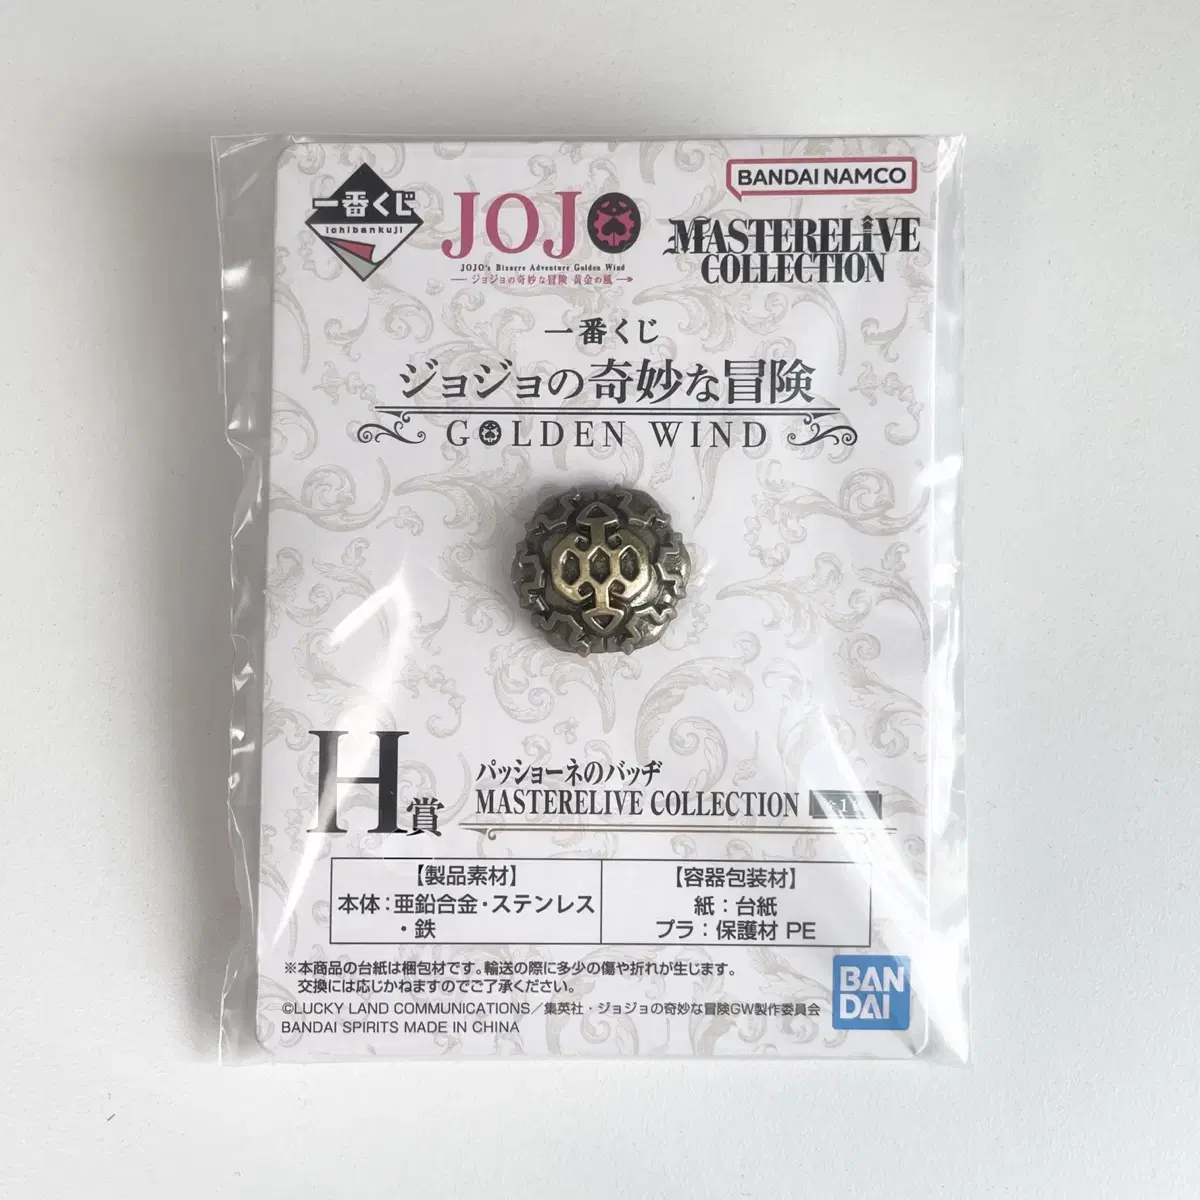 一番くじ
ichibankuji
JOJO
JOJO's Bizarre Adventure Golden Wind
ジョジョの奇妙な冒険 黄金の風
BANDAI NAMCO
MASTERELIVE
COLLECTION
一番くじ
ジョジョの奇妙な冒険
GOLDEN WIND
H賞
パッショーネのバッヂ
MASTERELIVE COLLECTION
【製品素材】
本体：亜鉛合金・ステンレス
・鉄
【容器包装材】
紙：台紙
プラ：保護材 PE
※本商品の台紙は梱包材です。輸送の際に多少の傷や折れが生じます。
交換には応じかねますのでご了承ください。
©LUCKY LAND COMMUNICATIONS／集英社・ジョジョの奇妙な冒険GW製作委員会
BANDAI SPIRITS MADE IN CHINA
BAN
DAI